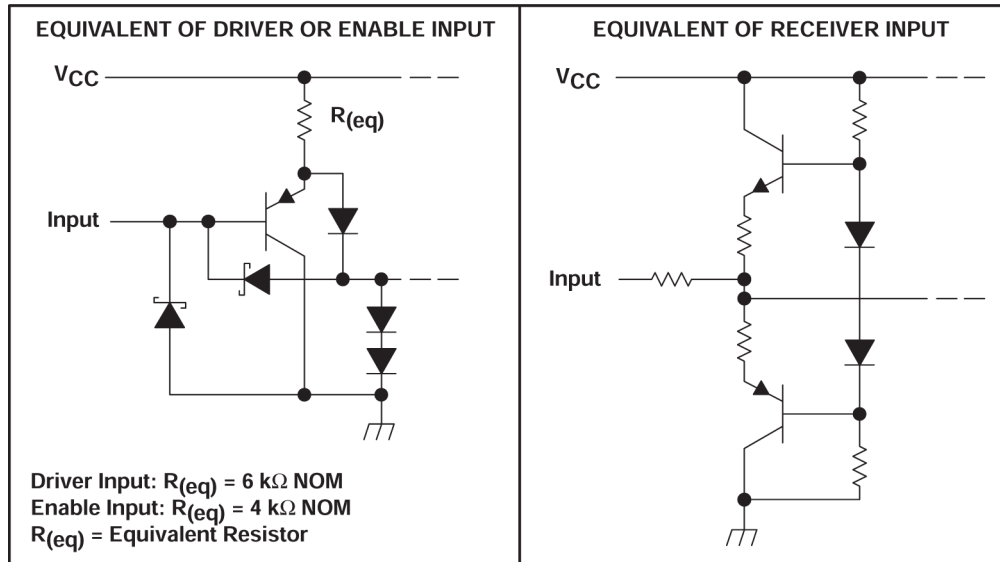 EQUIVALENT OF DRIVER OR ENABLE INPUT
VCC
R(eq)
Input
Driver Input: R(eq) = 6 kΩ NOM
Enable Input: R(eq) = 4 kΩ NOM
R(eq) = Equivalent Resistor
EQUIVALENT OF RECEIVER INPUT
VCC
Input